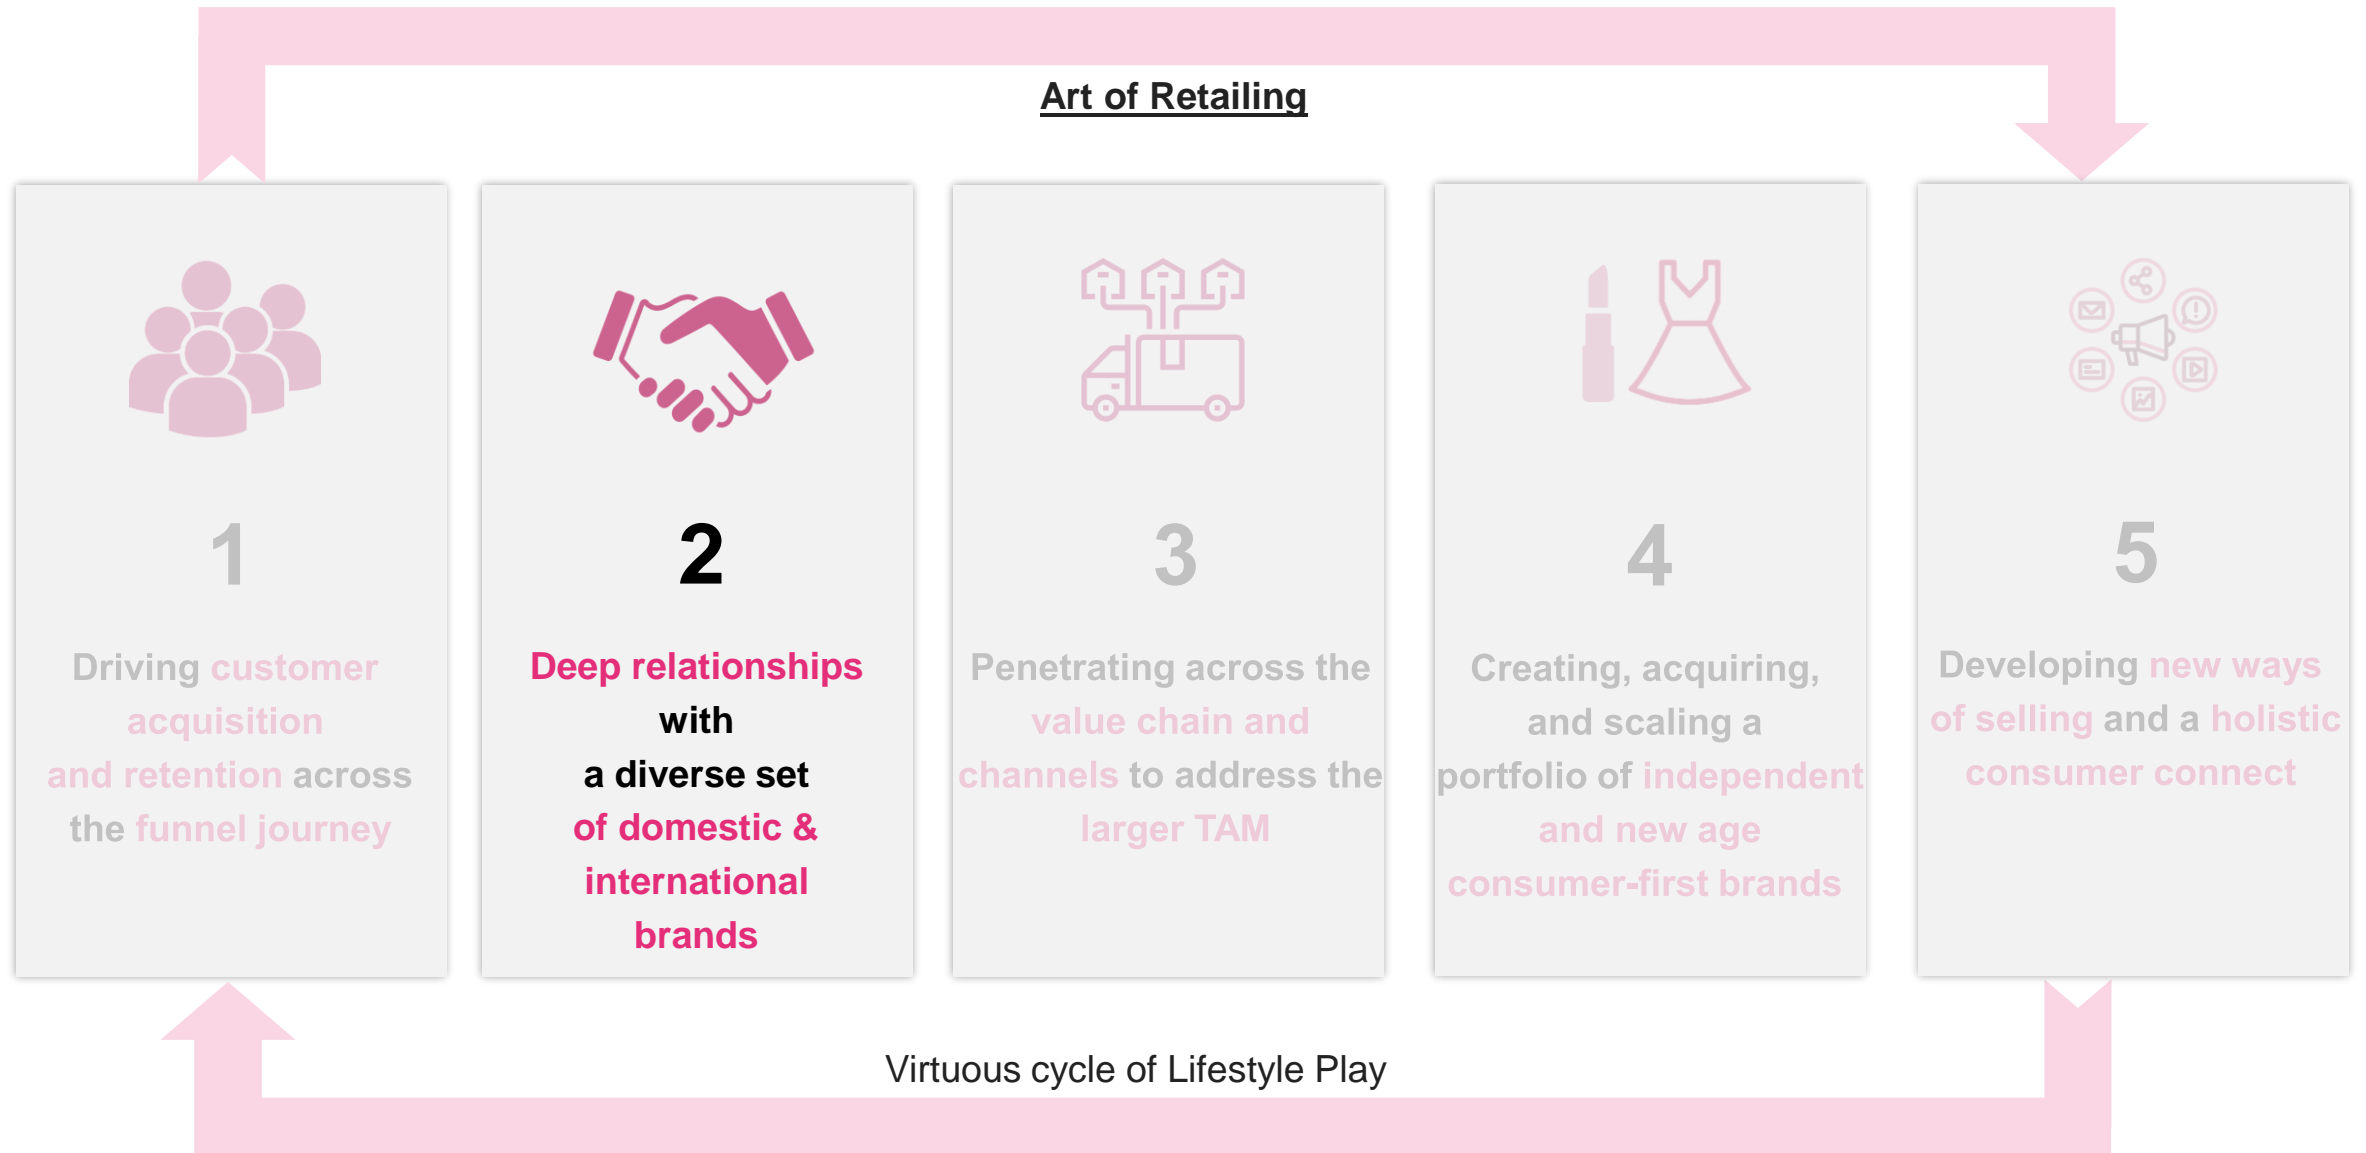 Art of Retailing
1
Driving customer
acquisition
and retention across
the funnel journey
2
Deep relationships
with
a diverse set
of domestic &
international
brands
3
Penetrating across the
value chain and
channels to address the
larger TAM
4
Creating, acquiring,
and scaling a
portfolio of independent
and new age
consumer-first brands
5
Developing new ways
of selling and a holistic
consumer connect
Virtuous cycle of Lifestyle Play